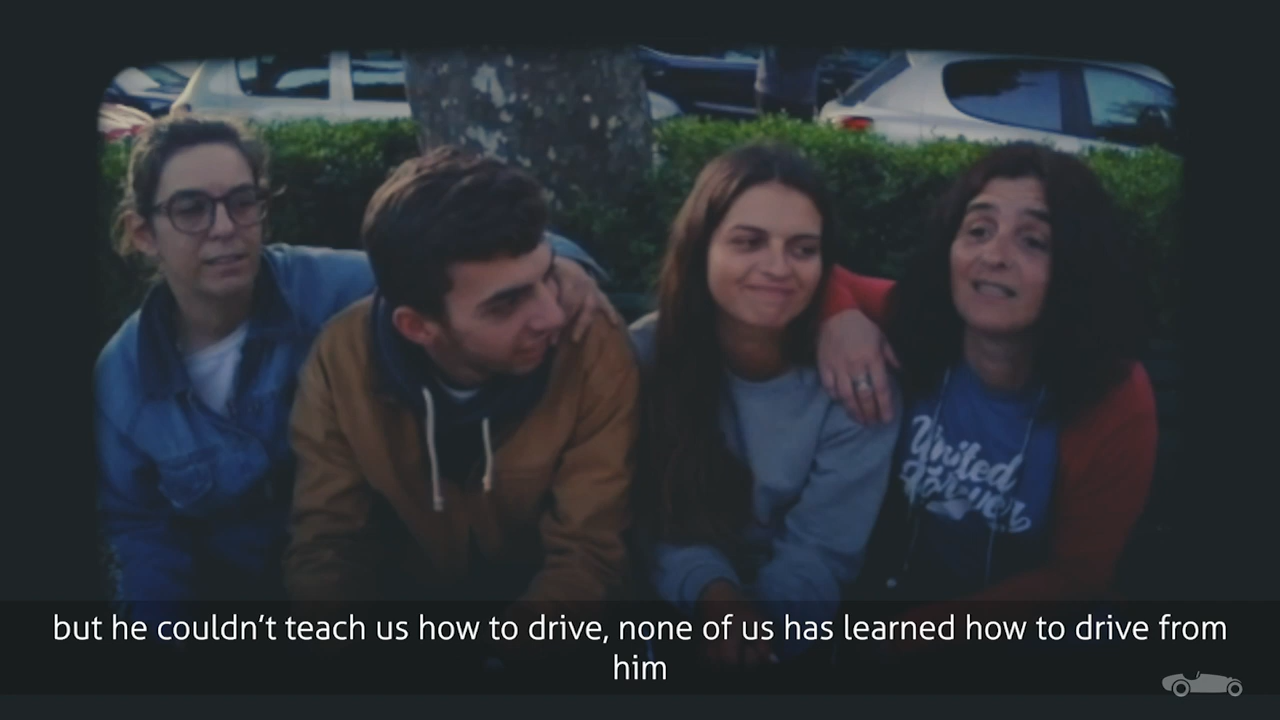 United
Forever
but he couldn’t teach us how to drive, none of us has learned how to drive from
him